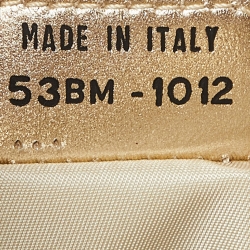 MADE IN ITALY
53BM - 1012